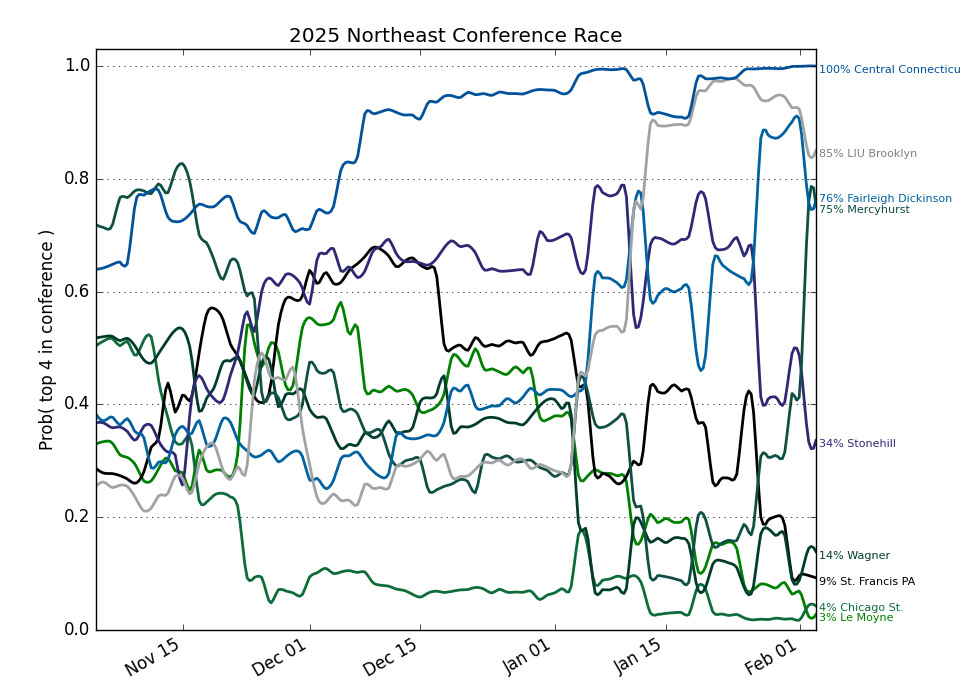 2025 Northeast Conference Race
Prob( top 4 in conference )
1.0
0.8
0.6
0.4
0.2
0.0
Nov 15
Dec 01
Dec 15
Jan 01
Jan 15
Feb 01
100% Central Connecticu
85% LIU Brooklyn
76% Fairleigh Dickinson
75% Mercyhurst
34% Stonehill
14% Wagner
9% St. Francis PA
4% Chicago St.
3% Le Moyne